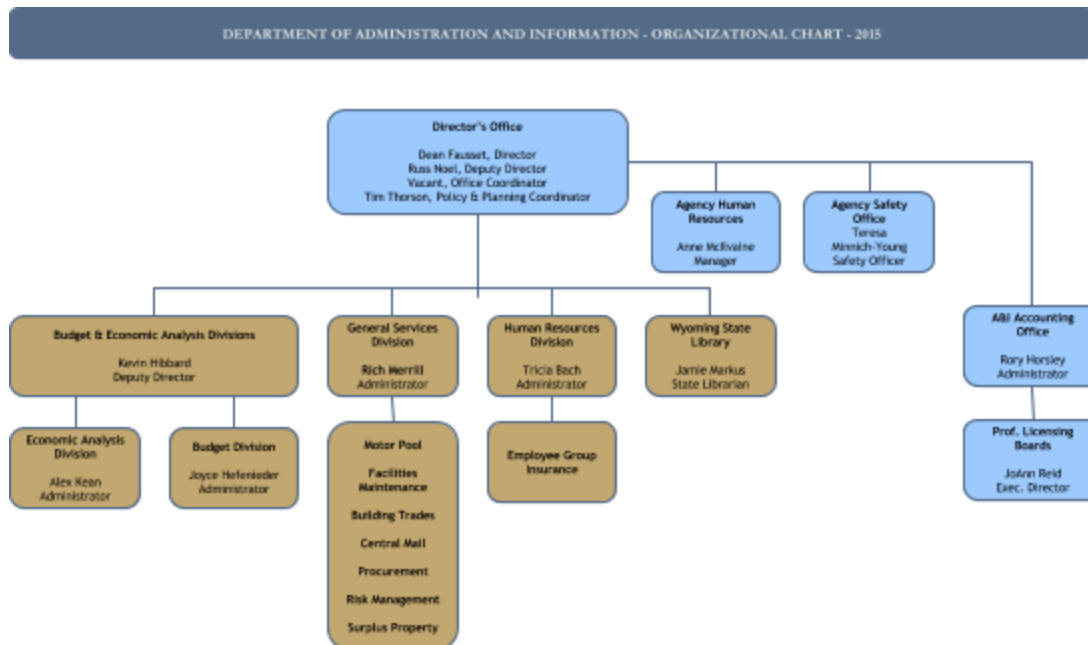 DEPARTMENT OF ADMINISTRATION AND INFORMATION - ORGANIZATIONAL CHART - 2015
Director's Office
Dean Fausset, Director
Russ Noel, Deputy Director
Vacant, Office Coordinator
Tim Thorson, Policy & Planning Coordinator
Agency Human
Resources
Anne McIlvaine
Manager
Agency Safety
Office
Teresa
Minnich-Young
Safety Officer
Budget & Economic Analysis Divisions
Kevin Hibbard
Deputy Director
General Services
Division
Rich Merrill
Administrator
Human Resources
Division
Tricia Bach
Administrator
Wyoming State
Library
Jamie Markus
State Librarian
A&I Accounting
Office
Rory Horsley
Administrator
Economic Analysis
Division
Alex Kean
Administrator
Budget Division
Joyce Hefenieder
Administrator
Motor Pool
Facilities
Maintenance
Building Trades
Central Mail
Procurement
Risk Management
Surplus Property
Employee Group
Insurance
Prof. Licensing
Boards
JoAnn Reid
Exec. Director